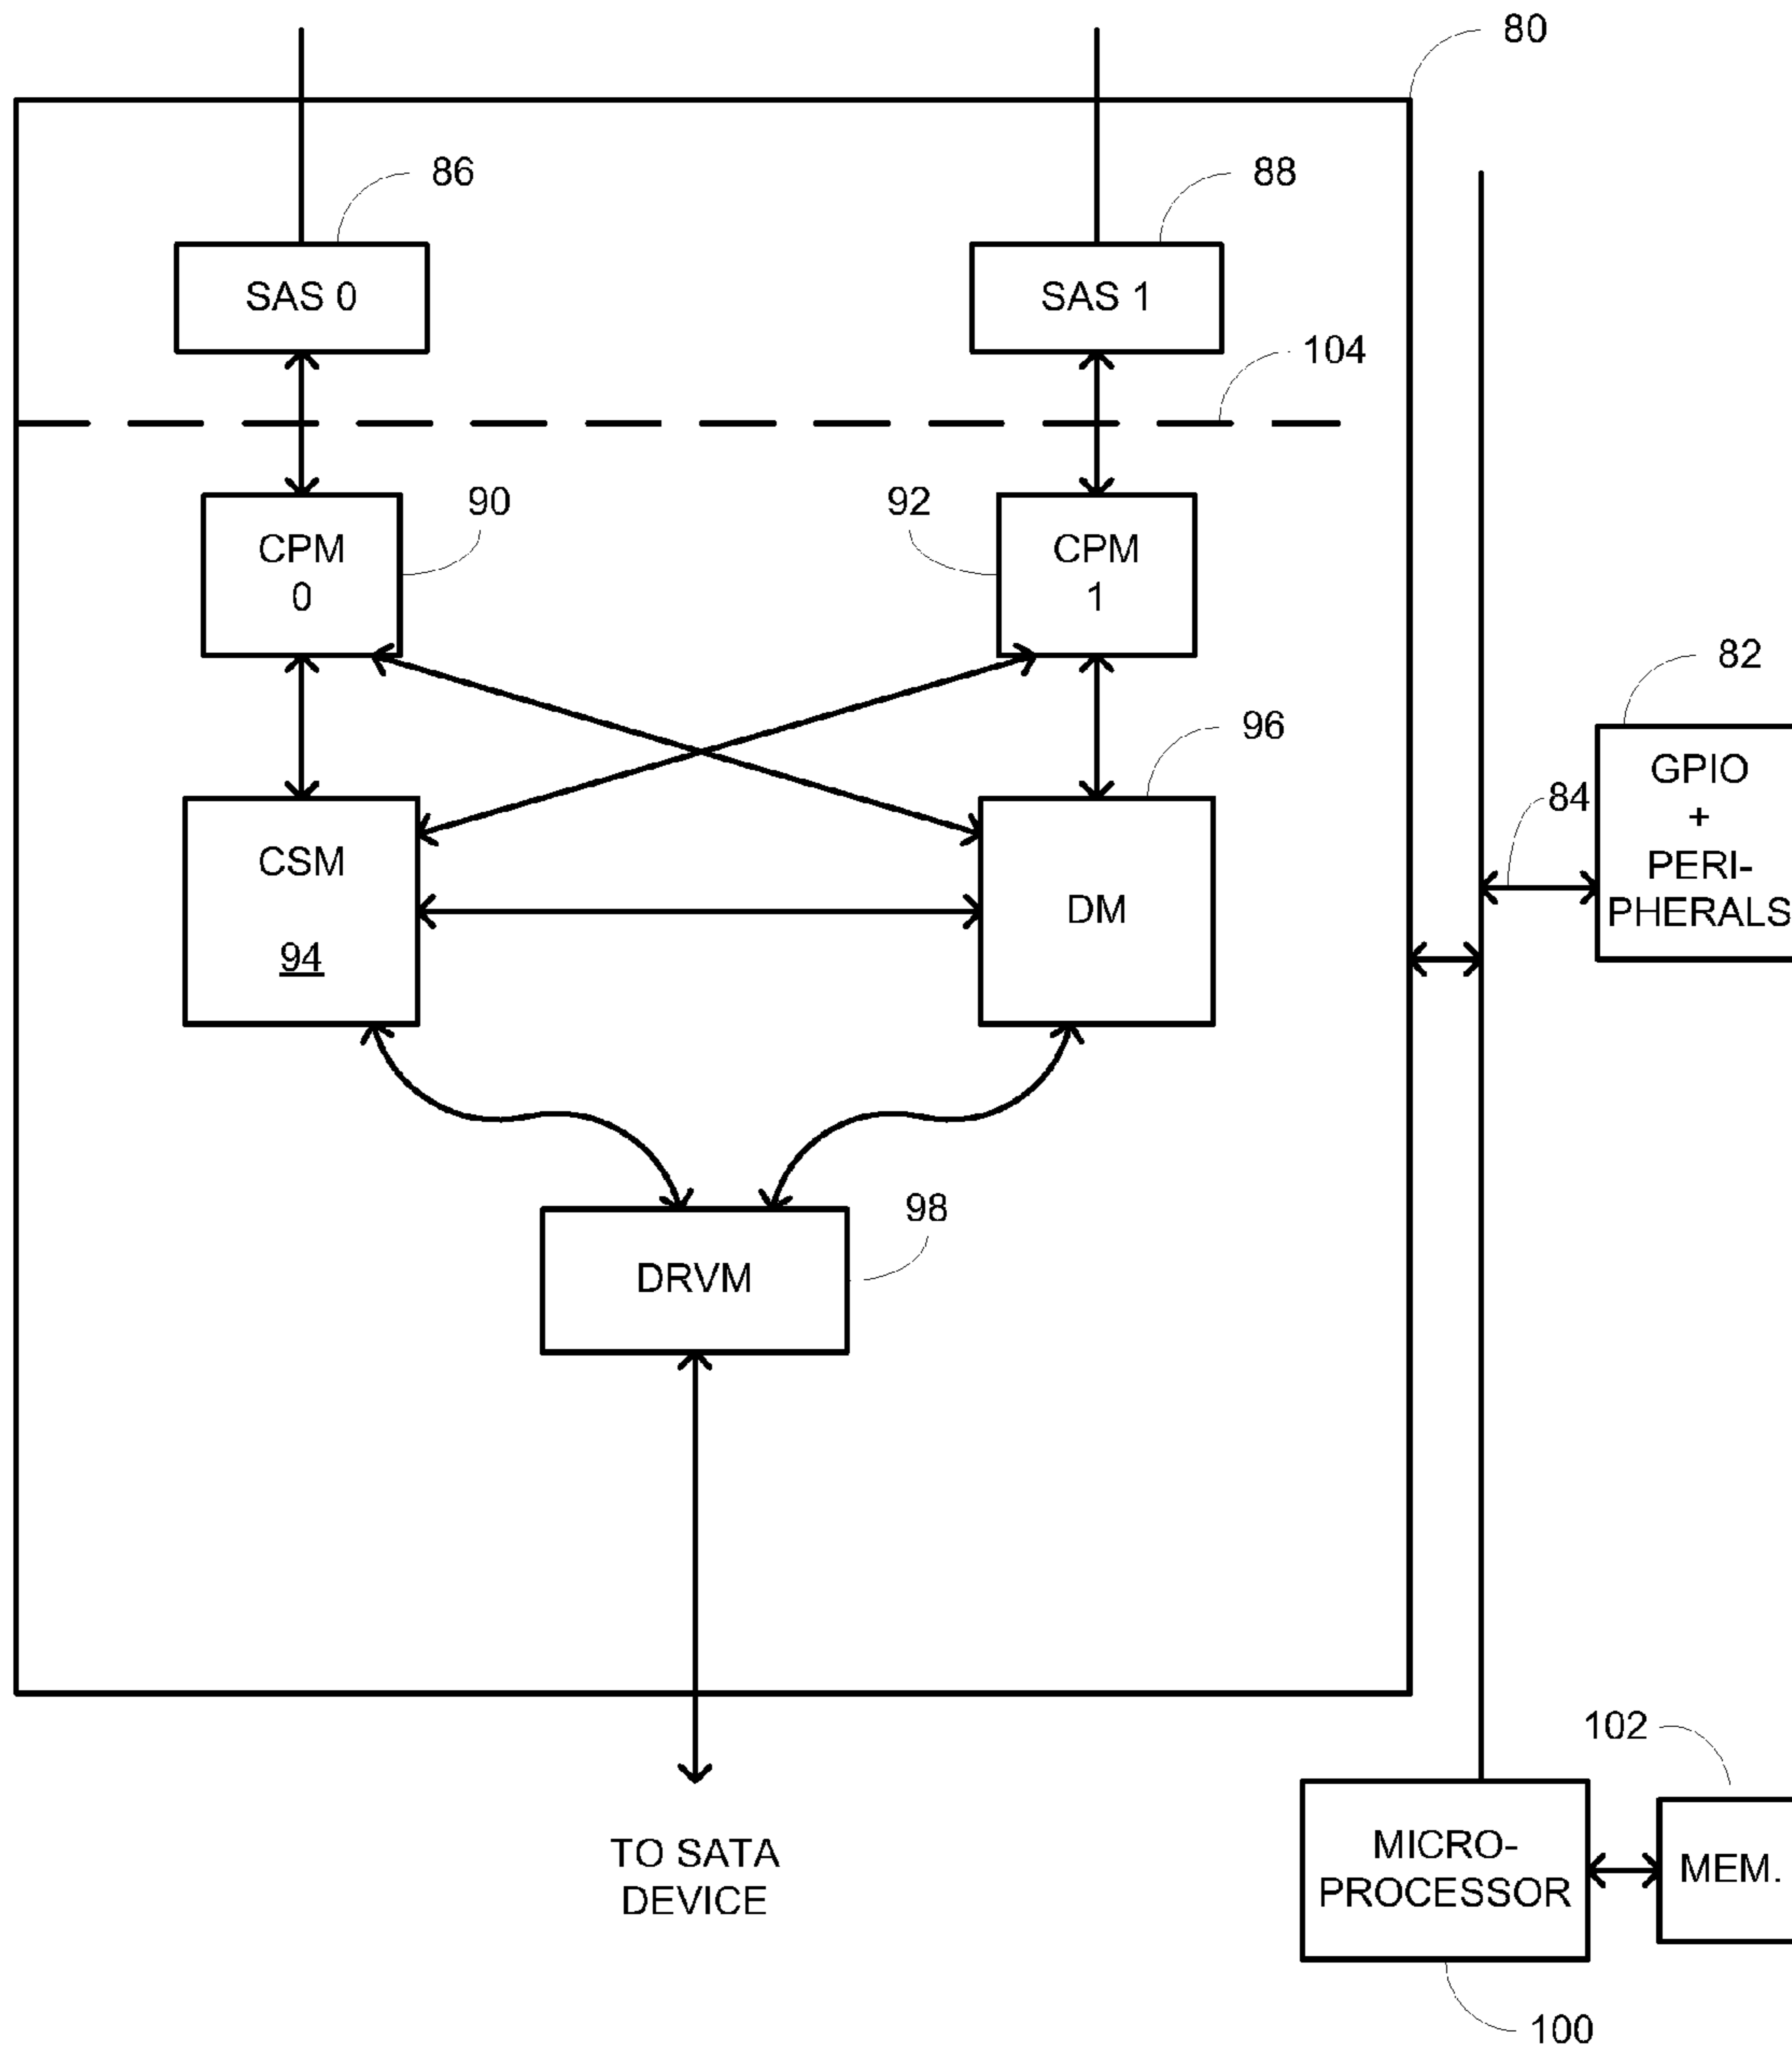 80
86
88
SAS 0
SAS 1
104
90
92
CPM
0
CPM
1
82
96
GPIO
+
PERI-
PHERALS
84
CSM
94
DM
98
DRVM
102
TO SATA
DEVICE
MICRO-
PROCESSOR
MEM.
100